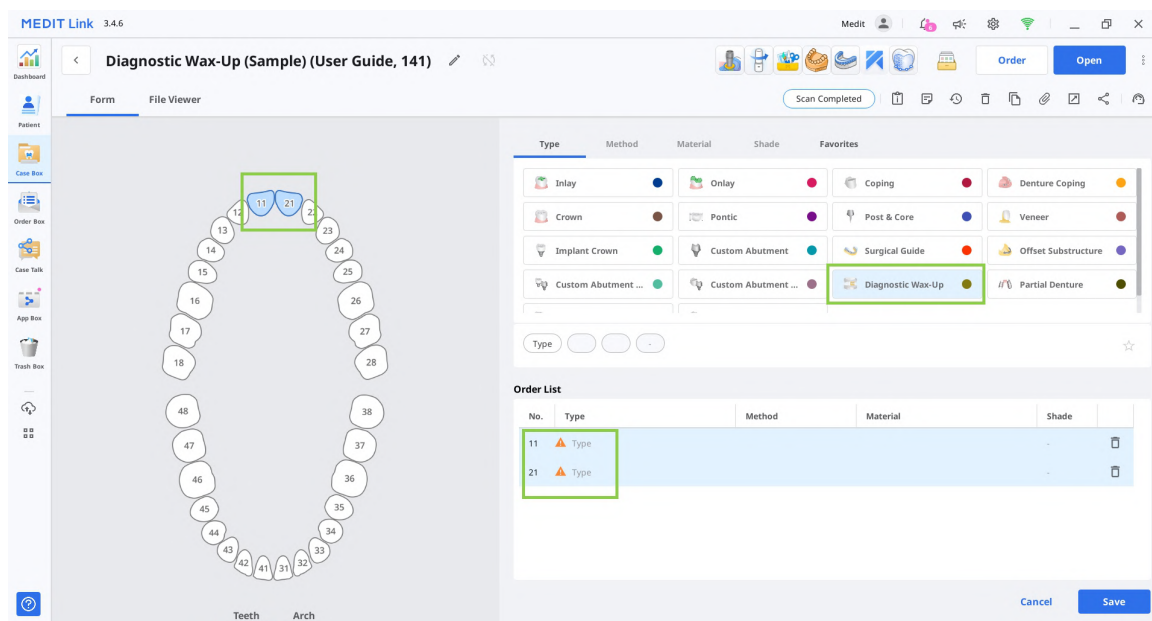 MEDIT Link 3.4.6
Medit
6
Dashboard
Patient
Case Box
Order Box
Case Talk
App Box
Trash Box
Diagnostic Wax-Up (Sample) (User Guide, 141)
Order
Open
Form
File Viewer
Scan Completed
12
11
21
22
13
23
14
24
15
25
16
26
17
27
18
28
48
38
47
37
46
36
45
35
44
34
43
33
42
41
31
32
Teeth
Arch
Type
Method
Material
Shade
Favorites
Inlay
Onlay
Coping
Denture Coping
Crown
Pontic
Post & Core
Veneer
Implant Crown
Custom Abutment
Surgical Guide
Offset Substructure
Custom Abutment ...
Custom Abutment ...
Diagnostic Wax-Up
Partial Denture
Type
-
Order List
No.
Type
Method
Material
Shade
11 Type -
21 Type -
Cancel
Save